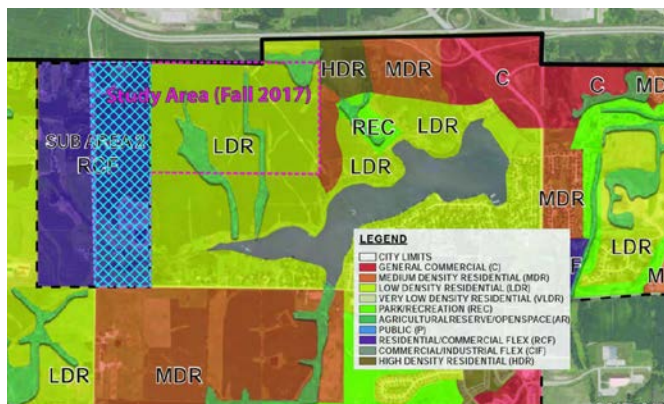 HDR
MDR
C
C
MD
Study Area (Fall 2017)
REC
LDR
SUB AREA 2
RCF
LDR
LDR
MDR
LDR
LEGEND
CITY LIMITS
GENERAL COMMERCIAL (C)
MEDIUM DENSITY RESIDENTIAL (MDR)
LOW DENSITY RESIDENTIAL (LDR)
VERY LOW DENSITY RESIDENTIAL (VLDR)
PARK/RECREATION (REC)
AGRICULTURAL RESERVE/OPENSPACE(AR)
PUBLIC (P)
RESIDENTIAL/COMMERCIAL FLEX (RCF)
COMMERCIAL/INDUSTRIAL FLEX (CIF)
HIGH DENSITY RESIDENTIAL (HDR)
F
M
LDR
MDR